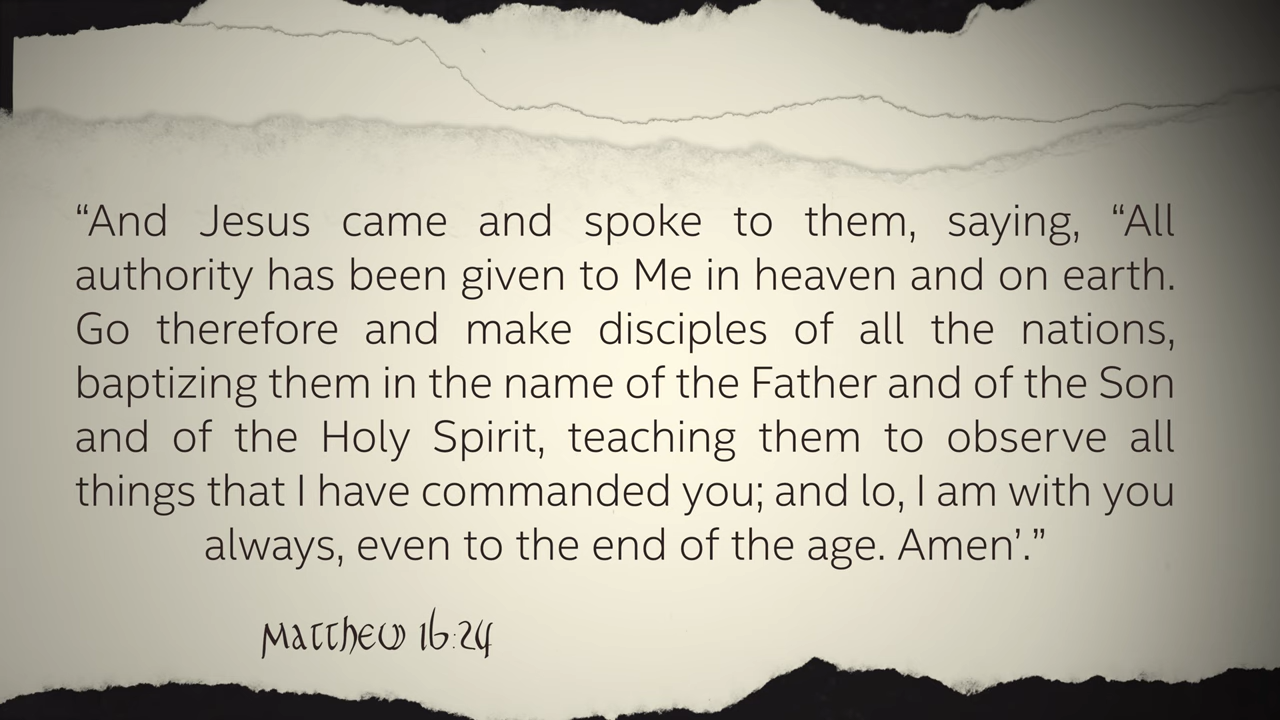 “And Jesus came and spoke to them, saying, “All
authority has been given to Me in heaven and on earth.
Go therefore and make disciples of all the nations,
baptizing them in the name of the Father and of the Son
and of the Holy Spirit, teaching them to observe all
things that I have commanded you; and lo, I am with you
always, even to the end of the age. Amen’.”
Matthew 16:24